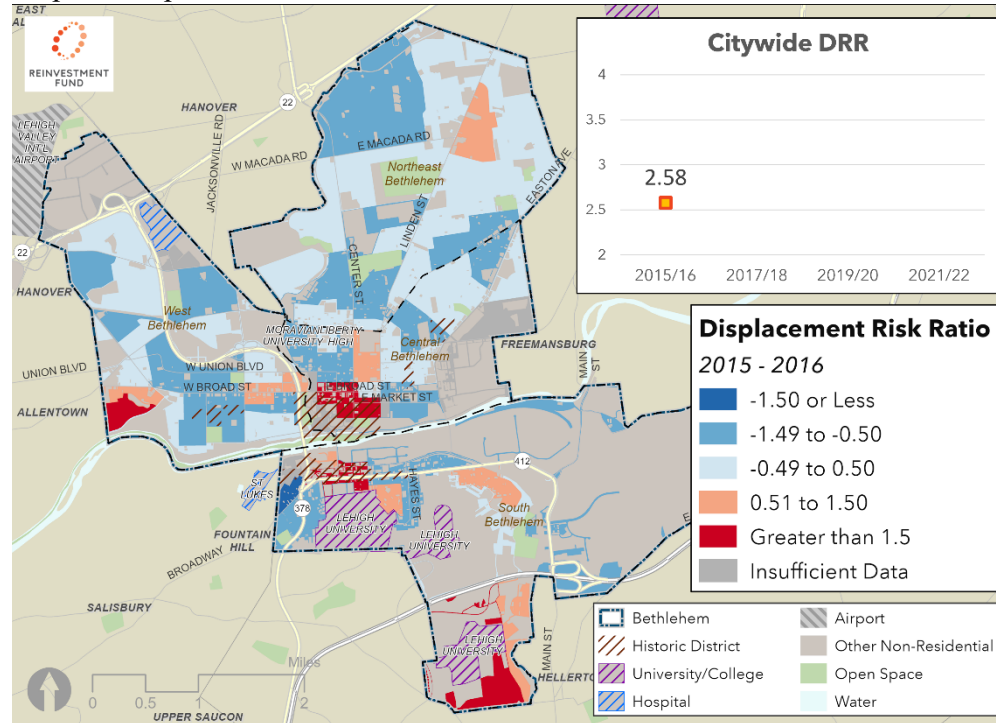 EAST
REINVESTMENT
FUND
HANOVER
22
LEHIGH
VALLEY
INT'L
AIRPORT
JACKSONVILLE RD
W MACADA RD
E MACADA RD
Northeast
Bethlehem
EASTON AVE
LINDEN ST
CENTER ST
22
HANOVER
West
Bethlehem
MORAVIAN
UNIVERSITY
LIBERTY
HIGH
Central
Bethlehem
FREEMANSBURG
MAIN ST
UNION BLVD
W UNION BLVD
W BROAD ST
E BROAD ST
E MARKET ST
ALLENTOWN
412
ST
LUKES
HAYES ST
378
South
Bethlehem
LEHIGH
UNIVERSITY
LEHIGH
UNIVERSITY
FOUNTAIN
HILL
BROADWAY
SALISBURY
LEHIGH
UNIVERSITY
MAIN ST
Miles
0 1 2
UPPER SAUCON
Citywide DRR
4
3.5
3
2.58
2.5
2
2015/16 2017/18 2019/20 2021/22
Displacement Risk Ratio
2015 - 2016
-1.50 or Less
-1.49 to -0.50
-0.49 to 0.50
0.51 to 1.50
Greater than 1.5
Insufficient Data
Bethlehem
Historic District
University/College
Hospital
Airport
Other Non-Residential
Open Space
Water